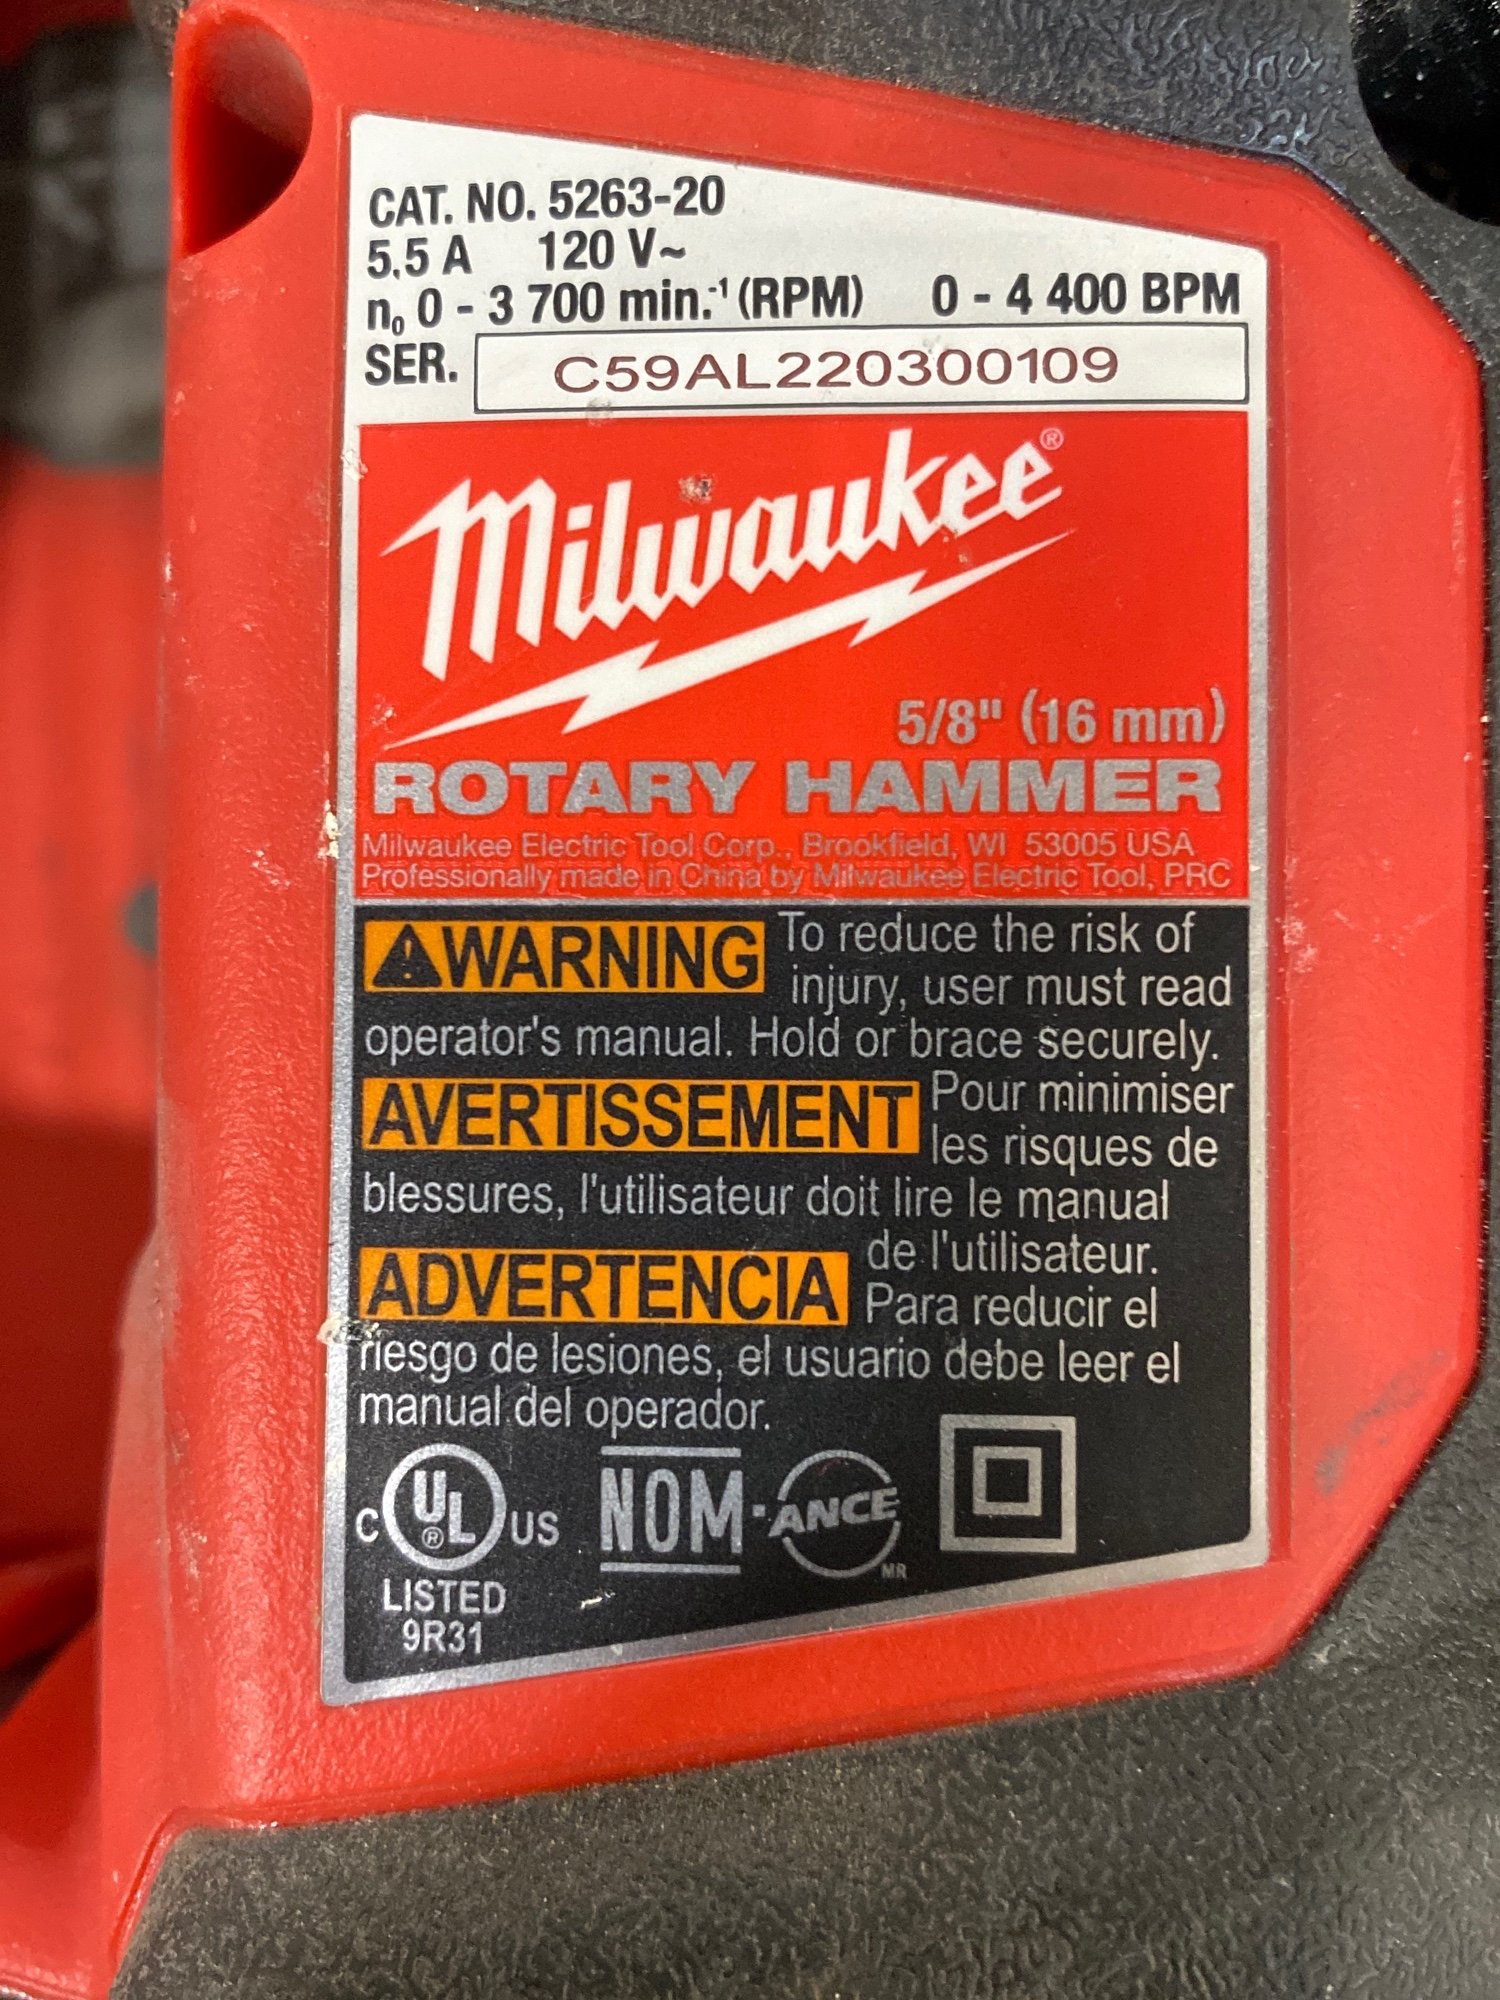 CAT. NO. 5263-20
5,5 A 120 V~
n₀ 0 - 3 700 min.⁻¹ (RPM) 0 - 4 400 BPM
SER. C59AL220300109
Milwaukee®
5/8" (16 mm)
ROTARY HAMMER
Milwaukee Electric Tool Corp., Brookfield, WI 53005 USA
Professionally made in China by Milwaukee Electric Tool, PRC
WARNING To reduce the risk of
injury, user must read
operator's manual. Hold or brace securely.
AVERTISSEMENT Pour minimiser
les risques de
blessures, l'utilisateur doit lire le manual
de l'utilisateur.
ADVERTENCIA Para reducir el
riesgo de lesiones, el usuario debe leer el
manual del operador.
C UL® US NOM-ANCE MR
LISTED
9R31